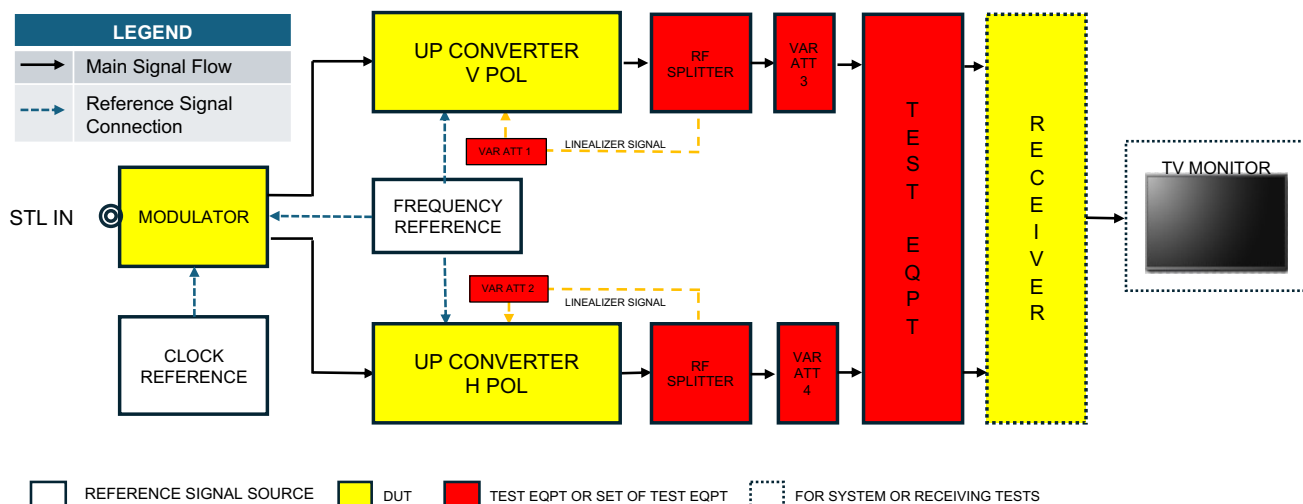 LEGEND
Main Signal Flow
Reference Signal
Connection
UP CONVERTER
V POL
RF
SPLITTER
VAR
ATT
3
VAR ATT 1
LINEALIZER SIGNAL
STL IN
MODULATOR
FREQUENCY
REFERENCE
CLOCK
REFERENCE
VAR ATT 2
LINEALIZER SIGNAL
UP CONVERTER
H POL
RF
SPLITTER
VAR
ATT
4
TEST EQPT
RECEIVER
TV MONITOR
REFERENCE SIGNAL SOURCE
DUT
TEST EQPT OR SET OF TEST EQPT
FOR SYSTEM OR RECEIVING TESTS